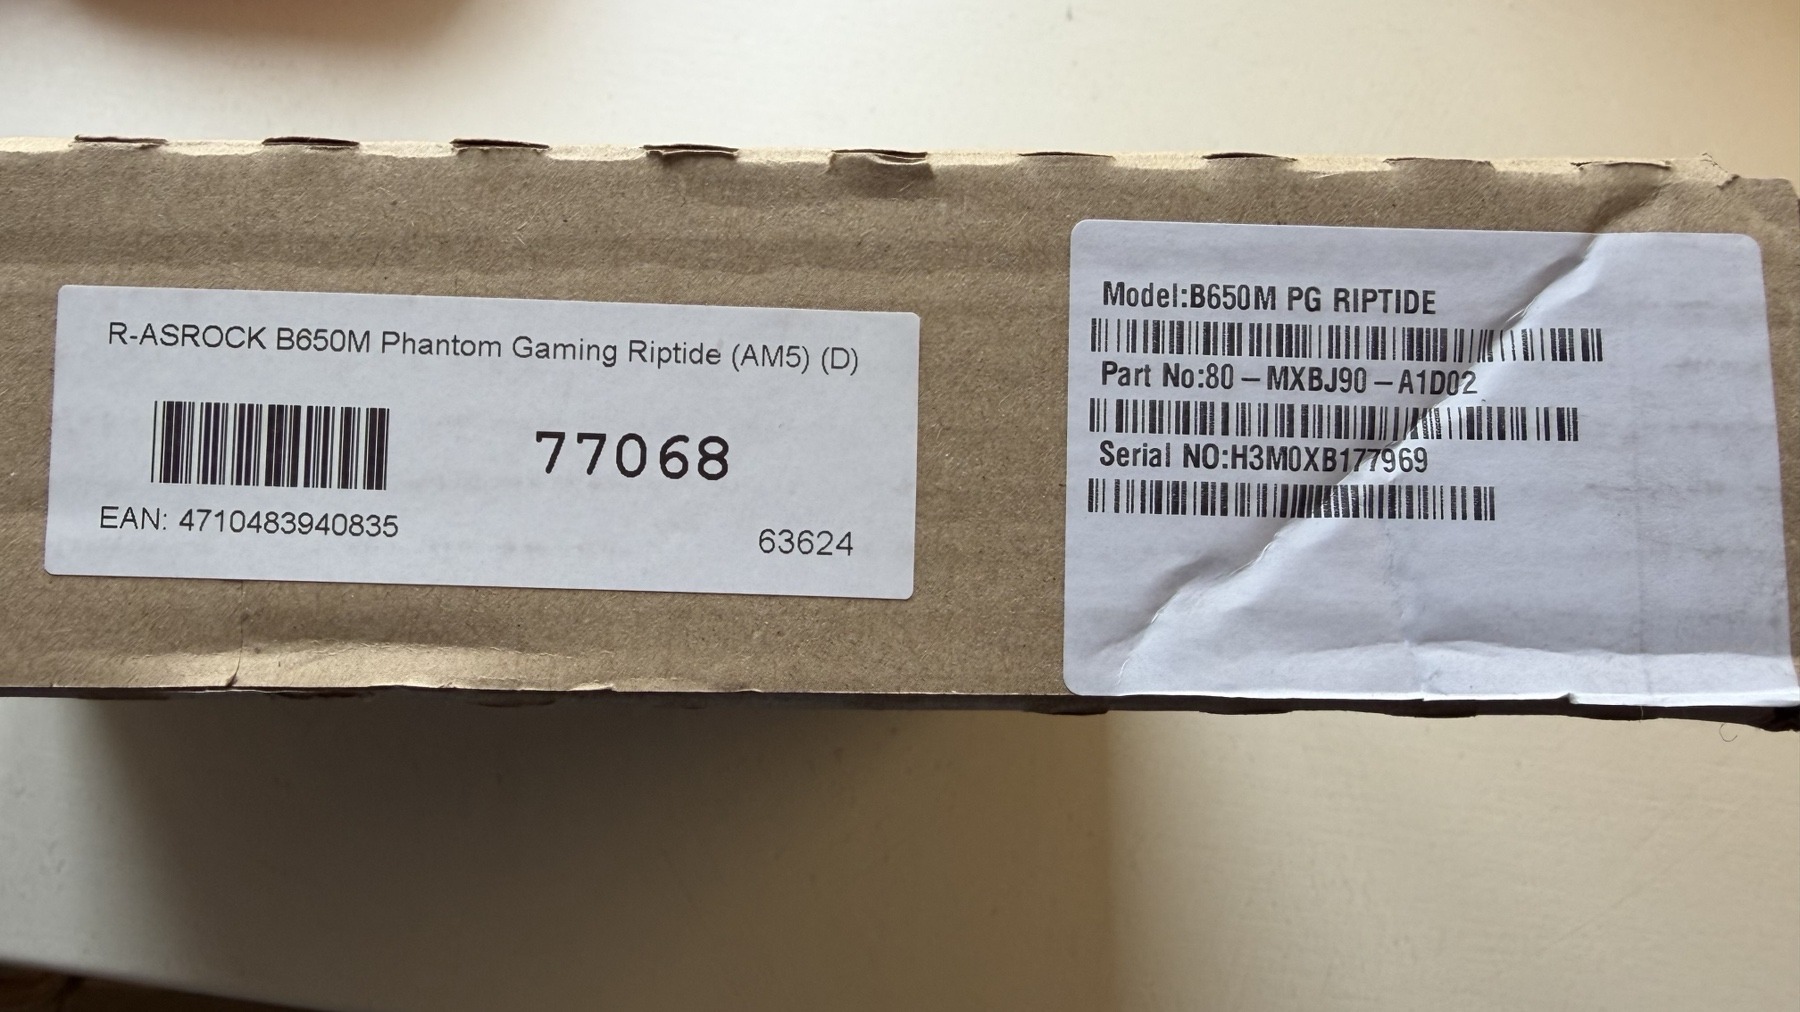 R-ASROCK B650M Phantom Gaming Riptide (AM5) (D)
77068
EAN: 4710483940835
63624
Model:B650M PG RIPTIDE
Part No:80-MXBJ90-A1D02
Serial NO:H3M0XB177969